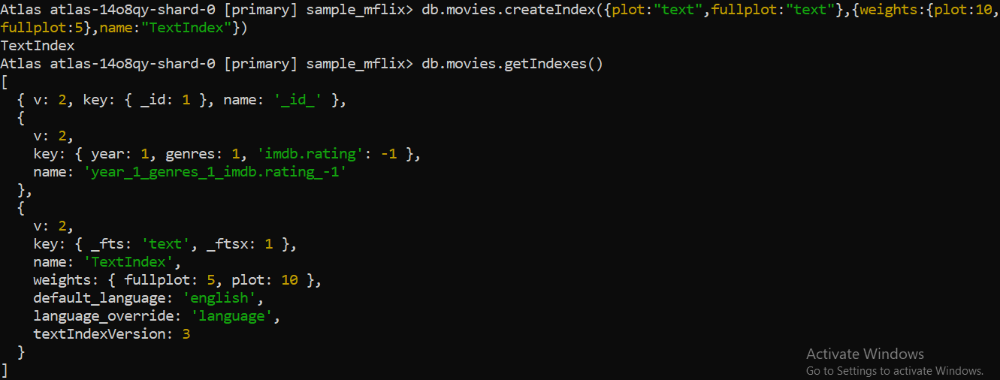 Atlas atlas-14o8qy-shard-0 [primary] sample_mflix> db.movies.createIndex({plot:"text",fullplot:"text"},{weights:{plot:10,
fullplot:5},name:"TextIndex"})
TextIndex
Atlas atlas-14o8qy-shard-0 [primary] sample_mflix> db.movies.getIndexes()
[
  { v: 2, key: { _id: 1 }, name: '_id_' },
  {
    v: 2,
    key: { year: 1, genres: 1, 'imdb.rating': -1 },
    name: 'year_1_genres_1_imdb.rating_-1'
  },
  {
    v: 2,
    key: { _fts: 'text', _ftsx: 1 },
    name: 'TextIndex',
    weights: { fullplot: 5, plot: 10 },
    default_language: 'english',
    language_override: 'language',
    textIndexVersion: 3
  }
]
Activate Windows
Go to Settings to activate Windows.